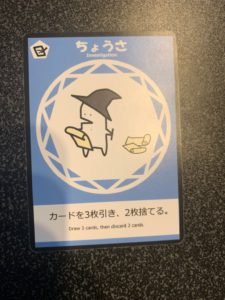 ちょうさ
Investigation
カードを3枚引き、2枚捨てる。
Draw 3 cards, then discard 2 cards.